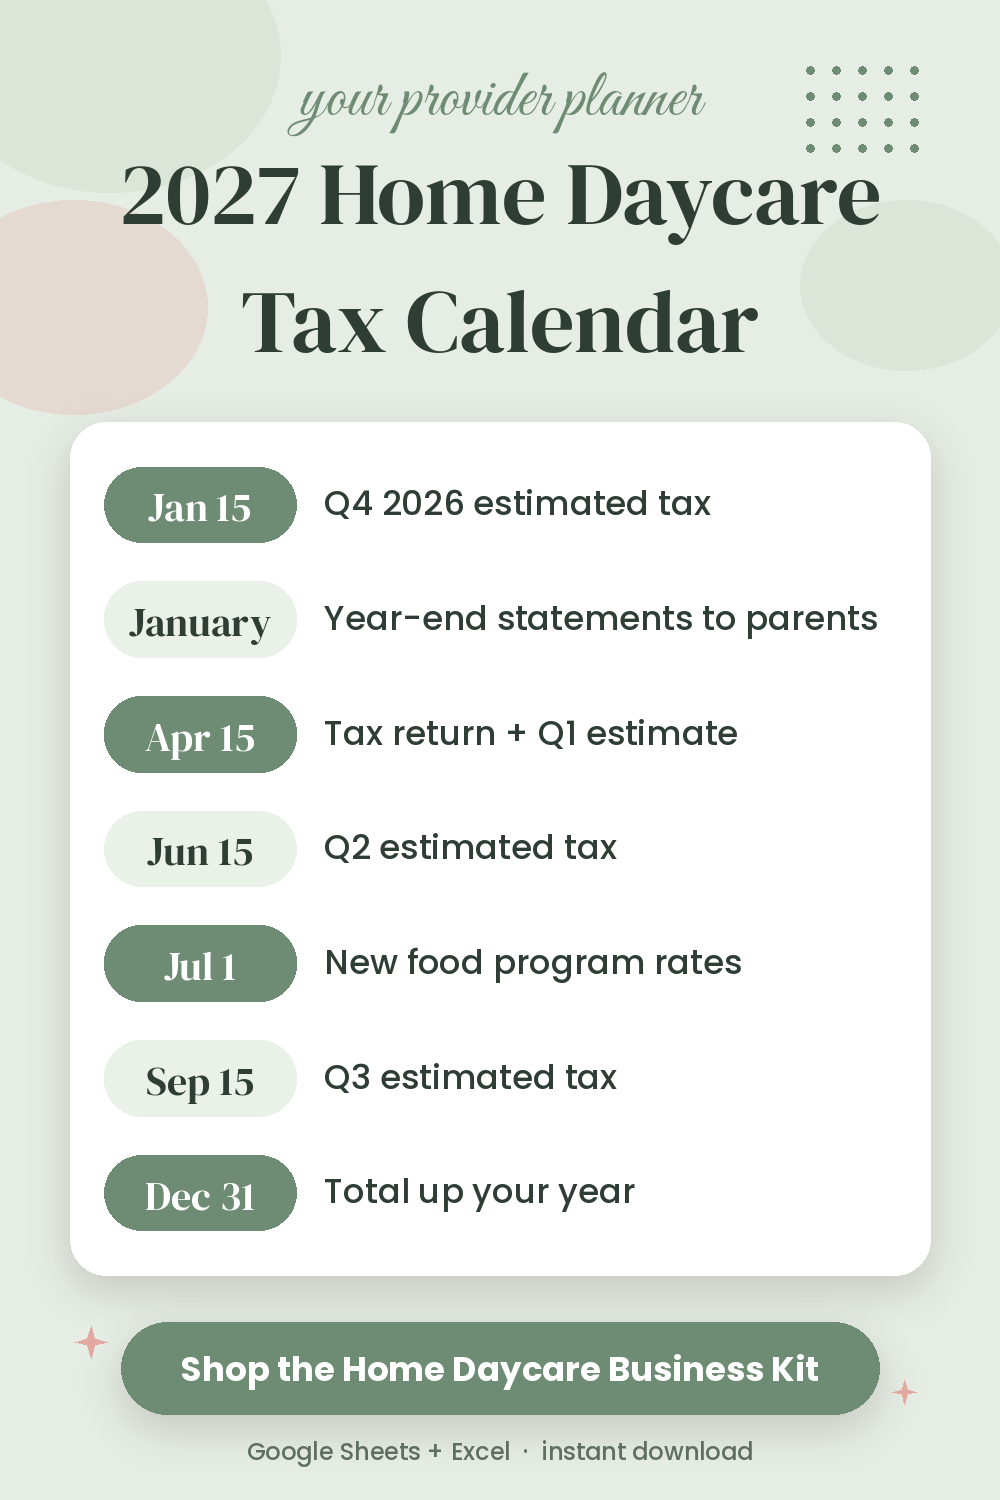 your provider planner
2027 Home Daycare
Tax Calendar
Jan 15 Q4 2026 estimated tax
January Year-end statements to parents
Apr 15 Tax return + Q1 estimate
Jun 15 Q2 estimated tax
Jul 1 New food program rates
Sep 15 Q3 estimated tax
Dec 31 Total up your year
Shop the Home Daycare Business Kit
Google Sheets + Excel · instant download